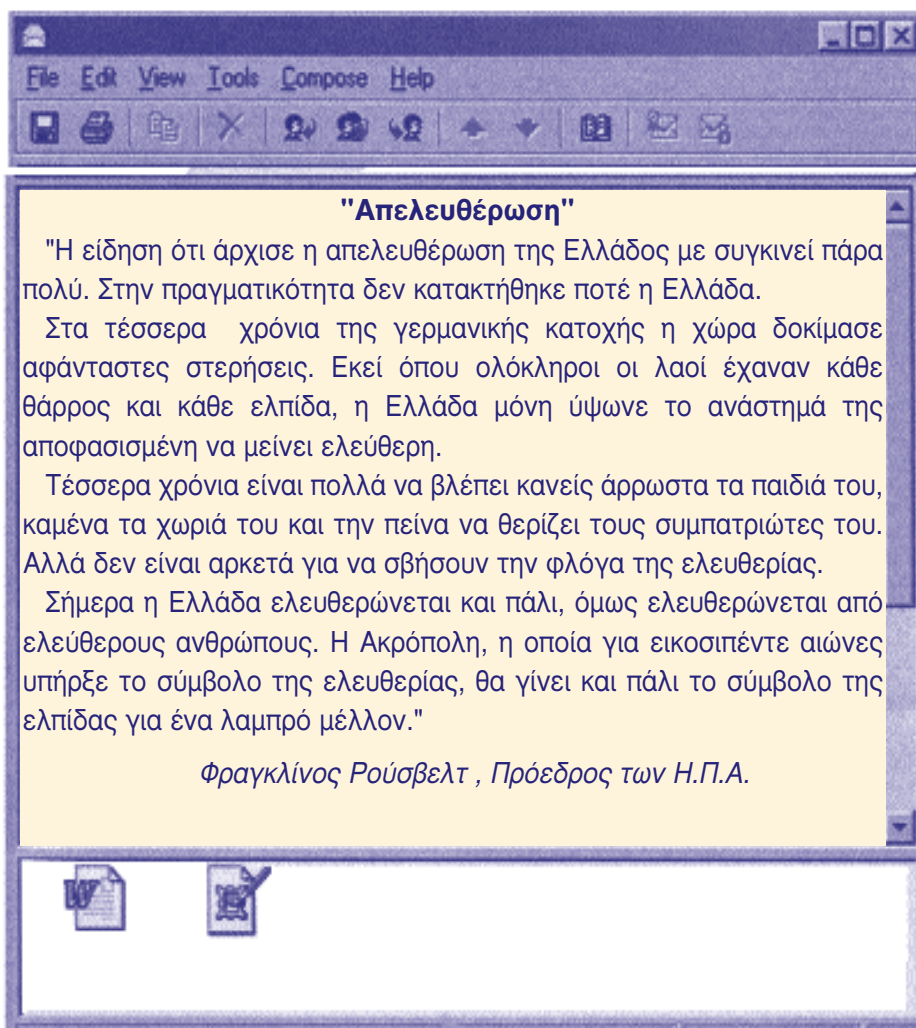 File Edit View Tools Compose Help
"Απελευθέρωση"
"Η είδηση ότι άρχισε η απελευθέρωση της Ελλάδος με συγκινεί πάρα
πολύ. Στην πραγματικότητα δεν κατακτήθηκε ποτέ η Ελλάδα.
Στα τέσσερα χρόνια της γερμανικής κατοχής η χώρα δοκίμασε
αφάνταστες στερήσεις. Εκεί όπου ολόκληροι οι λαοί έχαναν κάθε
θάρρος και κάθε ελπίδα, η Ελλάδα μόνη ύψωνε το ανάστημά της
αποφασισμένη να μείνει ελεύθερη.
Τέσσερα χρόνια είναι πολλά να βλέπει κανείς άρρωστα τα παιδιά του,
καμένα τα χωριά του και την πείνα να θερίζει τους συμπατριώτες του.
Αλλά δεν είναι αρκετά για να σβήσουν την φλόγα της ελευθερίας.
Σήμερα η Ελλάδα ελευθερώνεται και πάλι, όμως ελευθερώνεται από
ελεύθερους ανθρώπους. Η Ακρόπολη, η οποία για εικοσιπέντε αιώνες
υπήρξε το σύμβολο της ελευθερίας, θα γίνει και πάλι το σύμβολο της
ελπίδας για ένα λαμπρό μέλλον."
Φραγκλίνος Ρούσβελτ , Πρόεδρος των Η.Π.Α.
W